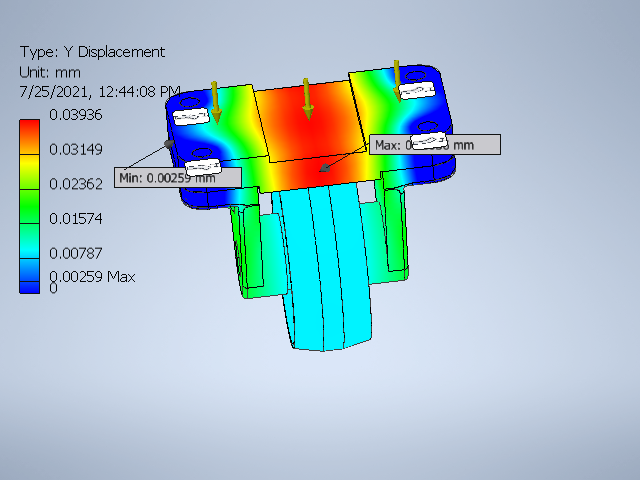 Type: Y Displacement
Unit: mm
7/25/2021, 12:44:08 PM
0.03936
0.03149
0.02362
0.01574
0.00787
0.00259 Max
0
Max: mm
Min: 0.00259 mm